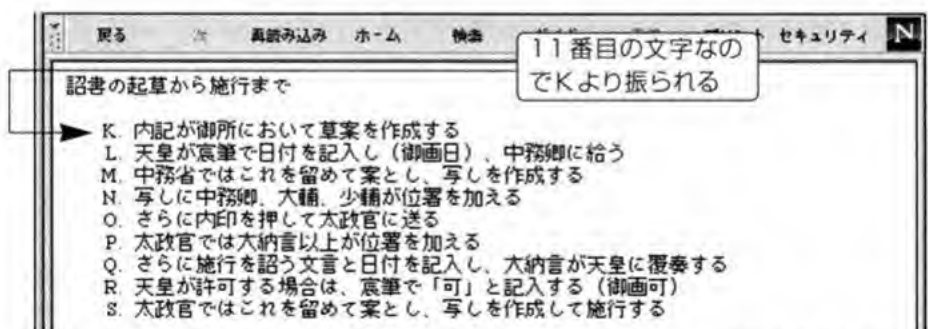 戻る 再読み込み ホーム 検索 セキュリティ N
11番目の文字なの
でKより振られる
詔書の起草から施行まで
K. 内記が御所において草案を作成する
L. 天皇が宸筆で日付を記入し（御画日）、中務卿に給う
M. 中務省ではこれを留めて案とし、写しを作成する
N. 写しに中務卿、大輔、少輔が位署を加える
O. さらに内印を押して太政官に送る
P. 太政官では大納言以上が位署を加える
Q. さらに施行を詔う文言と日付を記入し、大納言が天皇に覆奏する
R. 天皇が許可する場合は、宸筆で「可」と記入する（御画可）
S. 太政官ではこれを留めて案とし、写しを作成して施行する